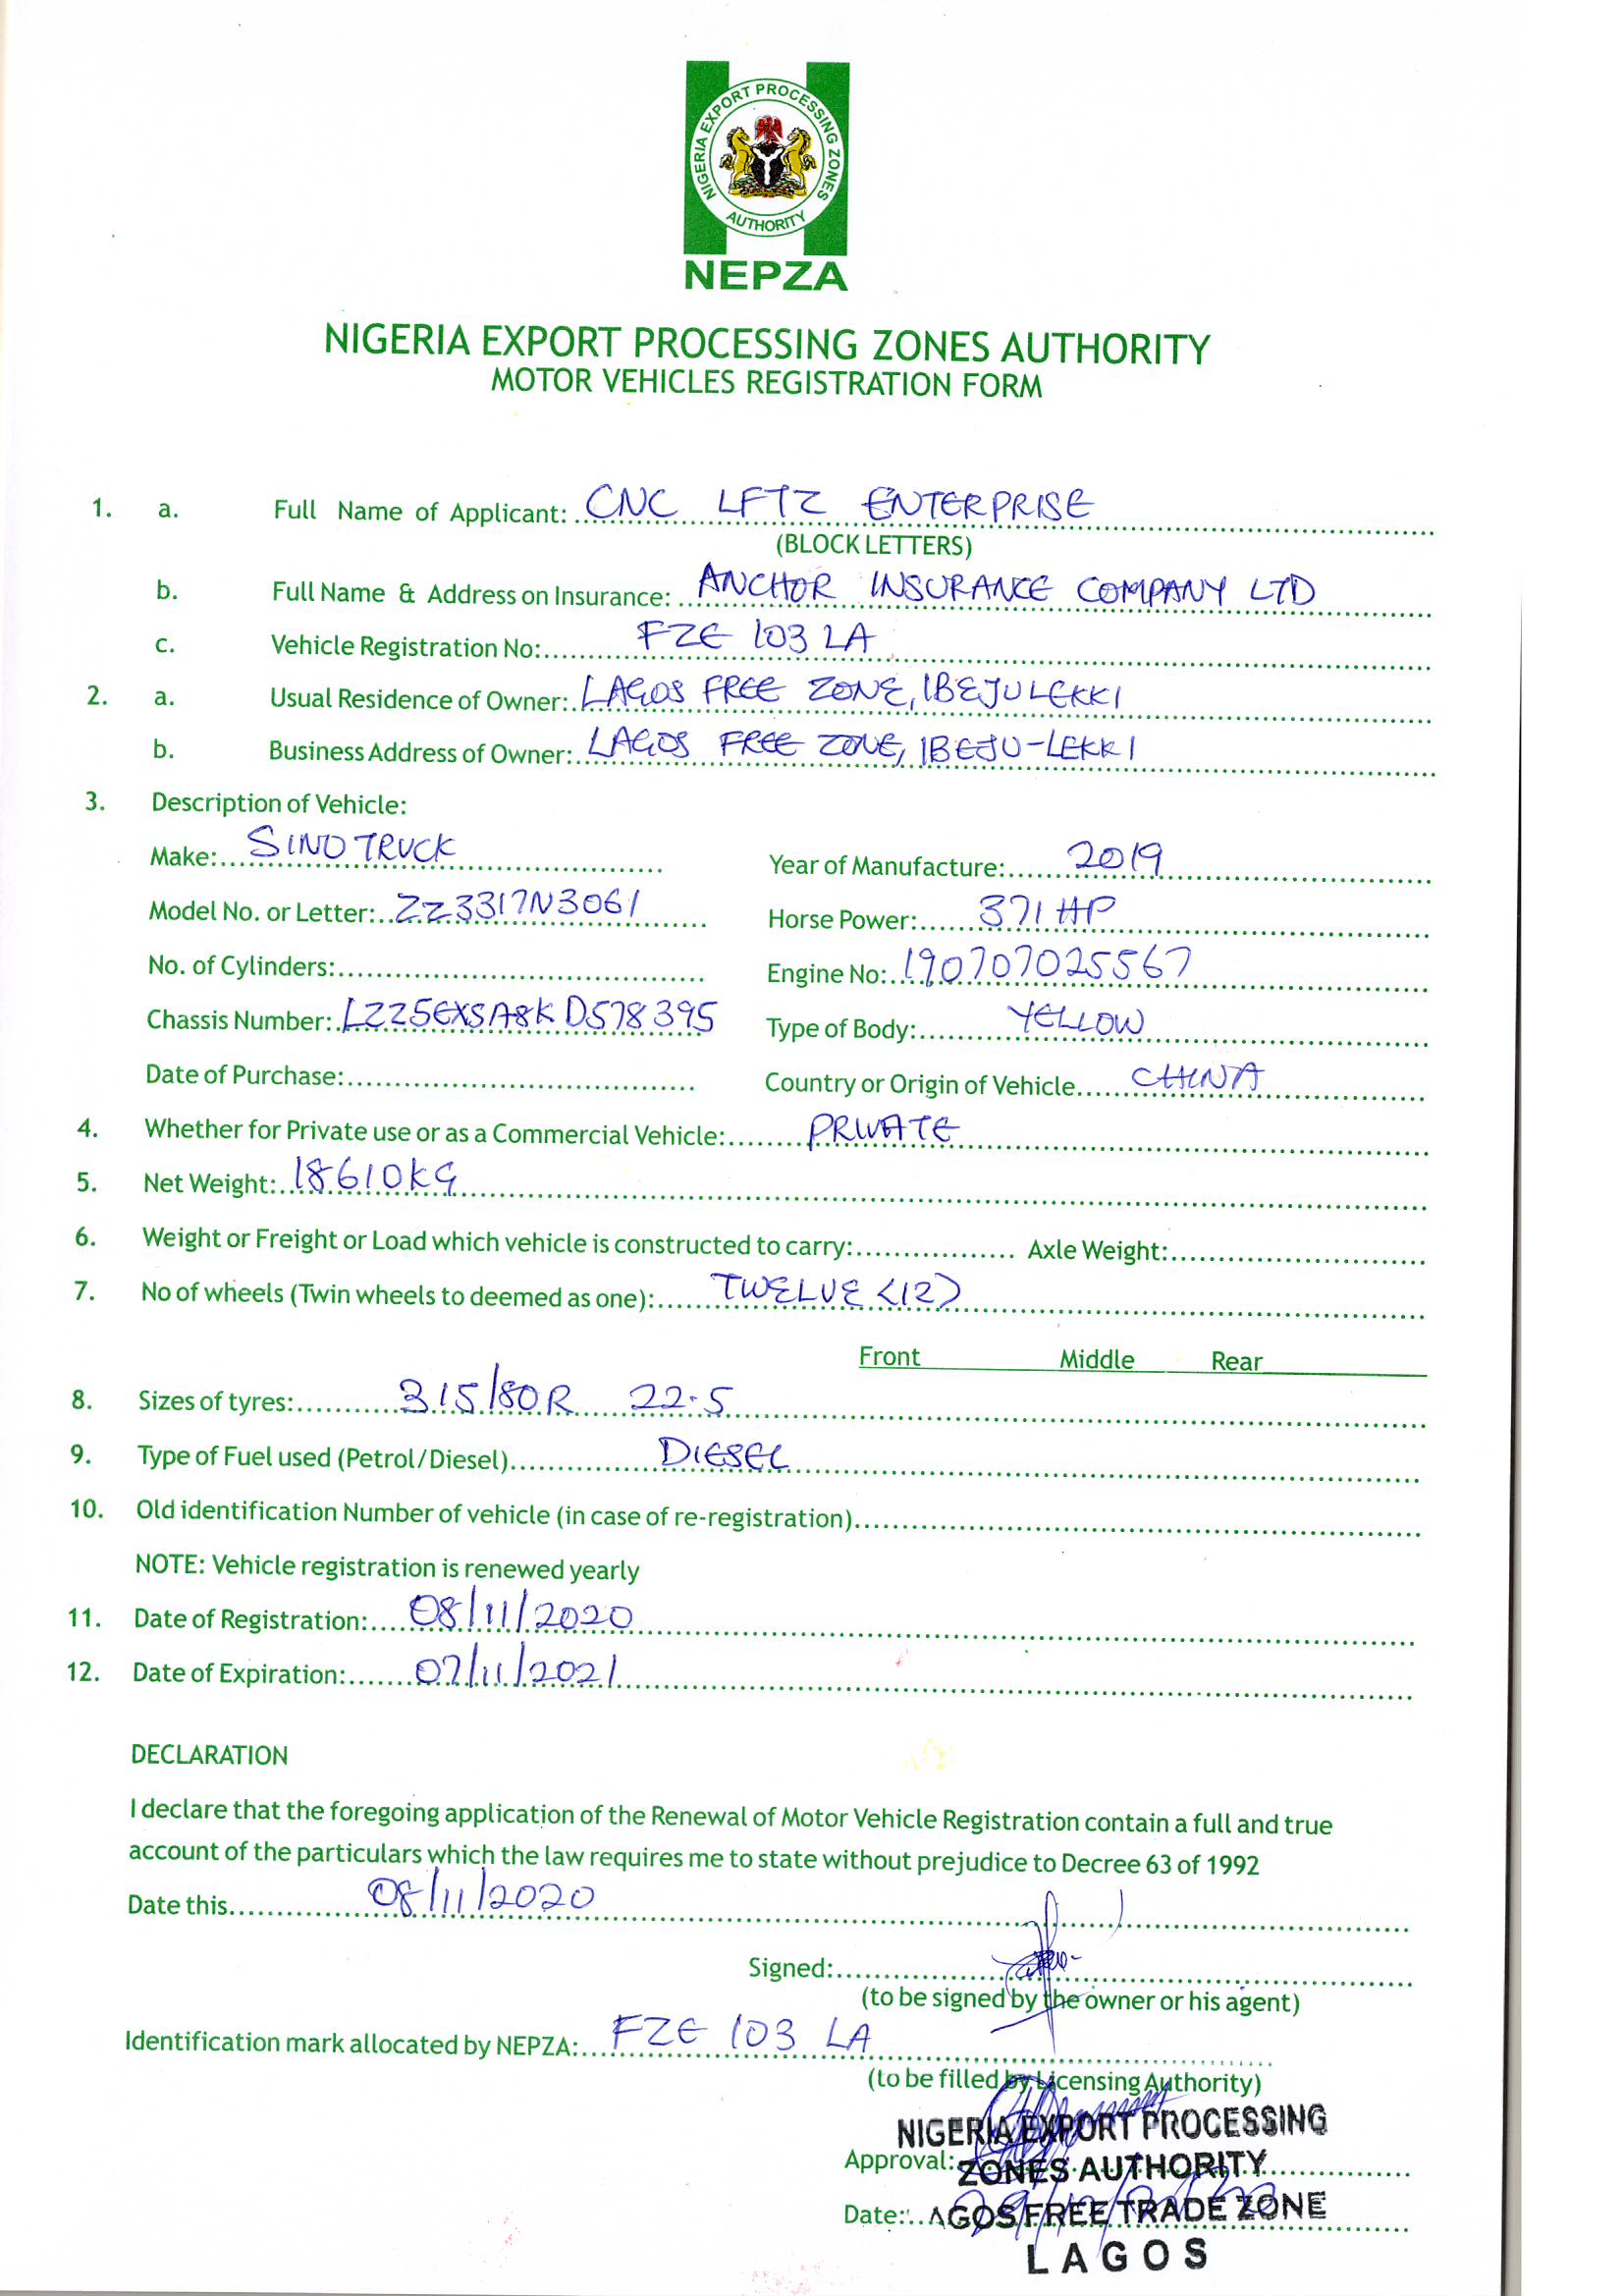 NIGERIA EXPORT PROCESSING ZONES
AUTHORITY
NEPZA
NIGERIA EXPORT PROCESSING ZONES AUTHORITY
MOTOR VEHICLES REGISTRATION FORM
1. a. Full Name of Applicant: CNC LFTZ ENTERPRISE
(BLOCK LETTERS)
b. Full Name & Address on Insurance: ANCHOR INSURANCE COMPANY LTD
c. Vehicle Registration No: FZE 103 LA
2. a. Usual Residence of Owner: LAGOS FREE ZONE, IBEJU LEKKI
b. Business Address of Owner: LAGOS FREE ZONE, IBEJU-LEKKI
3. Description of Vehicle:
Make: SINO TRUCK Year of Manufacture: 2019
Model No. or Letter: ZZ3317N3061 Horse Power: 371 HP
No. of Cylinders: Engine No: 190707025567
Chassis Number: LZZ5EXSA8KD578395 Type of Body: YELLOW
Date of Purchase: Country or Origin of Vehicle CHINA
4. Whether for Private use or as a Commercial Vehicle: PRIVATE
5. Net Weight: 18610KG
6. Weight or Freight or Load which vehicle is constructed to carry: Axle Weight:
7. No of wheels (Twin wheels to deemed as one): TWELVE (12)
Front Middle Rear
8. Sizes of tyres: 315/80R 22.5
9. Type of Fuel used (Petrol/Diesel) DIESEL
10. Old identification Number of vehicle (in case of re-registration)
NOTE: Vehicle registration is renewed yearly
11. Date of Registration: 08/11/2020
12. Date of Expiration: 07/11/2021
DECLARATION
I declare that the foregoing application of the Renewal of Motor Vehicle Registration contain a full and true
account of the particulars which the law requires me to state without prejudice to Decree 63 of 1992
Date this 08/11/2020
Signed:
(to be signed by the owner or his agent)
Identification mark allocated by NEPZA: FZE 103 LA
(to be filled by Licensing Authority)
NIGERIA EXPORT PROCESSING
Approval: ZONES AUTHORITY
Date: AGOS FREE TRADE ZONE
LAGOS